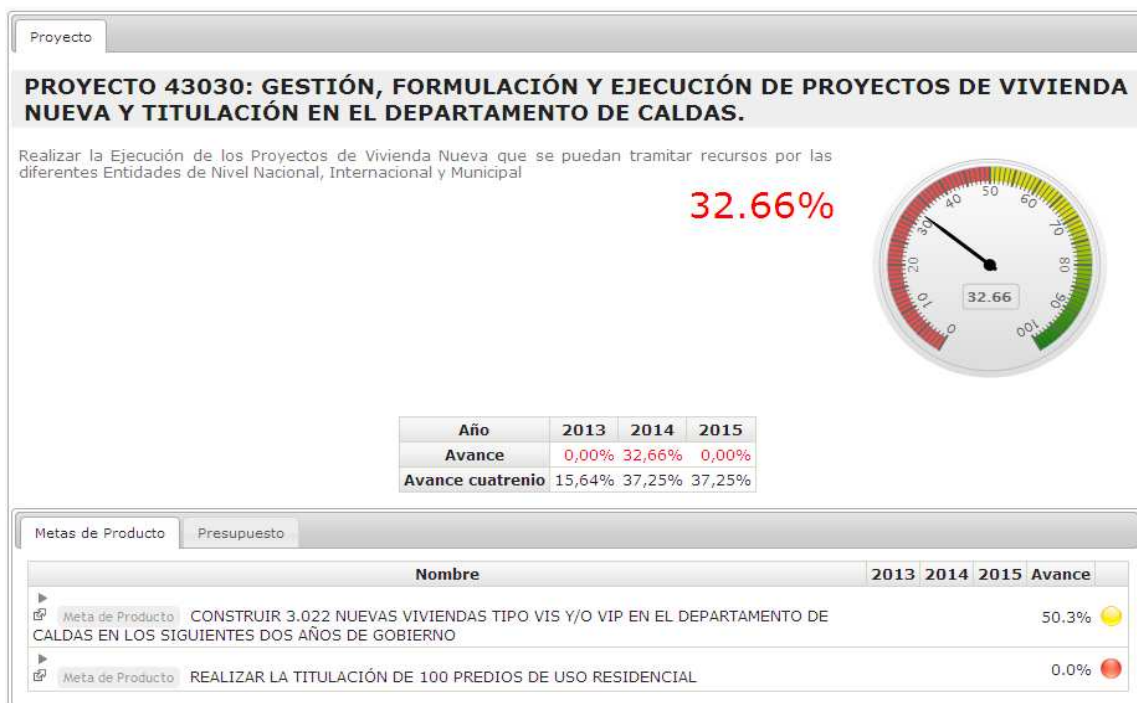 Proyecto
PROYECTO 43030: GESTIÓN, FORMULACIÓN Y EJECUCIÓN DE PROYECTOS DE VIVIENDA
NUEVA Y TITULACIÓN EN EL DEPARTAMENTO DE CALDAS.
Realizar la Ejecución de los Proyectos de Vivienda Nueva que se puedan tramitar recursos por las
diferentes Entidades de Nivel Nacional, Internacional y Municipal
32.66%
0 10 20 30 40 50 60 70 80 90 100
32.66
Año 2013 2014 2015
Avance 0,00% 32,66% 0,00%
Avance cuatrenio 15,64% 37,25% 37,25%
Metas de Producto Presupuesto
Nombre 2013 2014 2015 Avance
Meta de Producto CONSTRUIR 3.022 NUEVAS VIVIENDAS TIPO VIS Y/O VIP EN EL DEPARTAMENTO DE
CALDAS EN LOS SIGUIENTES DOS AÑOS DE GOBIERNO 50.3%
Meta de Producto REALIZAR LA TITULACIÓN DE 100 PREDIOS DE USO RESIDENCIAL 0.0%